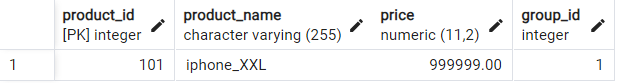 product_id product_name price group_id
[PK] integer character varying (255) numeric (11,2) integer
1 101 iphone_XXL 999999.00 1